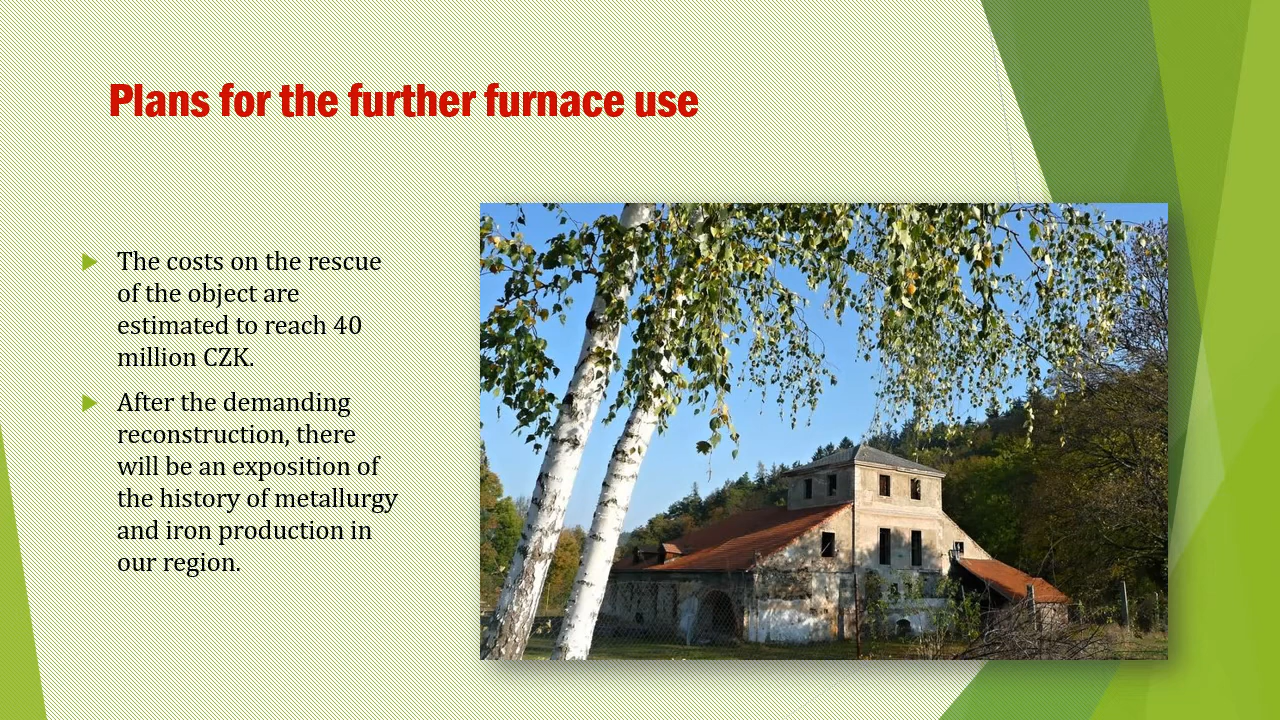 Plans for the further furnace use
The costs on the rescue
of the object are
estimated to reach 40
million CZK.
After the demanding
reconstruction, there
will be an exposition of
the history of metallurgy
and iron production in
our region.